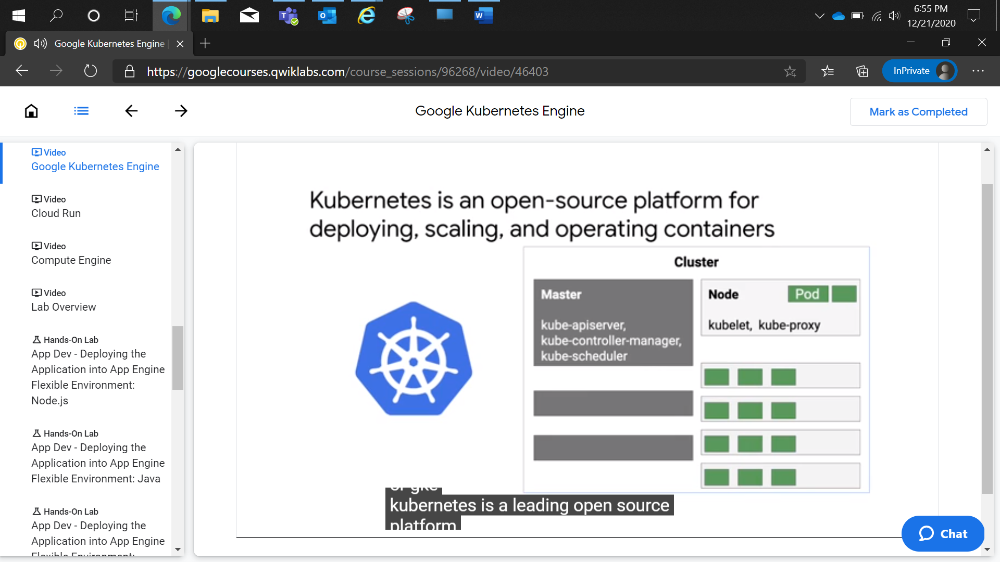 6:55 PM
12/21/2020
Google Kubernetes Engine |
https://googlecourses.qwiklabs.com/course_sessions/96268/video/46403
InPrivate
Google Kubernetes Engine
Mark as Completed
Video
Google Kubernetes Engine
Video
Cloud Run
Video
Compute Engine
Video
Lab Overview
Hands-On Lab
App Dev - Deploying the
Application into App Engine
Flexible Environment:
Node.js
Hands-On Lab
App Dev - Deploying the
Application into App Engine
Flexible Environment: Java
Hands-On Lab
App Dev - Deploying the
Application into App Engine
Flexible Environment:
Kubernetes is an open-source platform for
deploying, scaling, and operating containers
Cluster
Master
kube-apiserver,
kube-controller-manager,
kube-scheduler
Node
Pod
kubelet, kube-proxy
or gke
kubernetes is a leading open source
platform
Chat